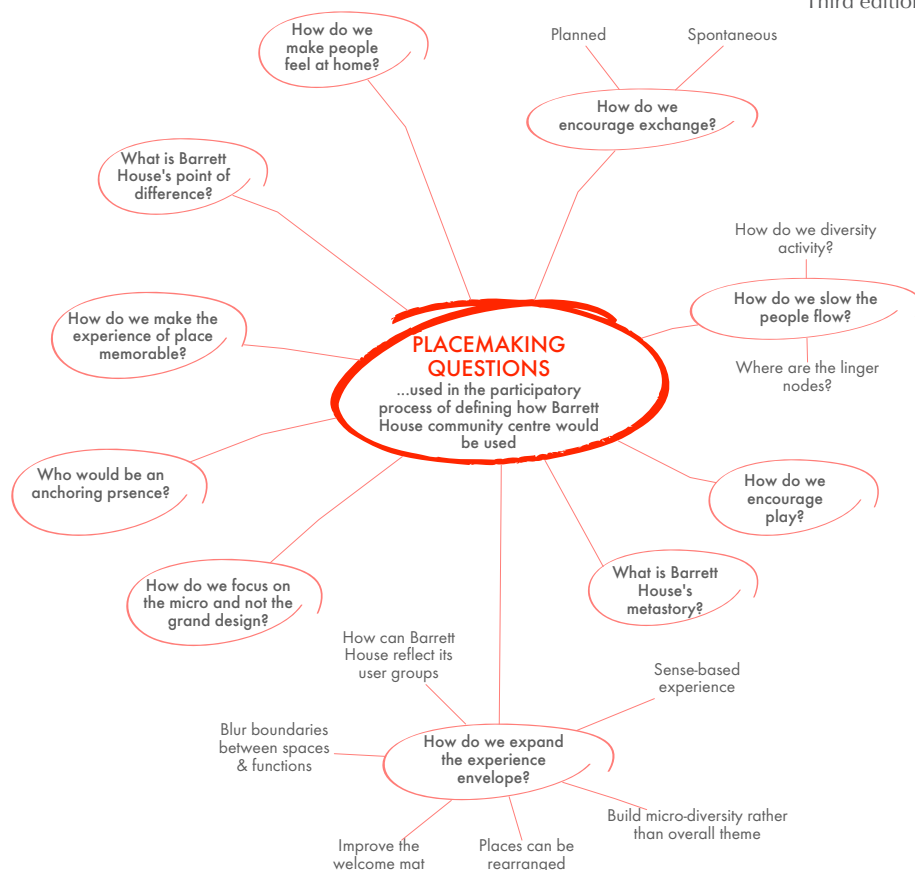 Third edition
How do we
make people
feel at home?
Planned
Spontaneous
How do we
encourage exchange?
What is Barrett
House's point of
difference?
How do we diversity
activity?
How do we slow the
people flow?
Where are the linger
nodes?
How do we make the
experience of place
memorable?
PLACEMAKING
QUESTIONS
...used in the participatory
process of defining how Barrett
House community centre would
be used
Who would be an
anchoring prsence?
How do we
encourage
play?
How do we focus on
the micro and not the
grand design?
What is Barrett
House's
metastory?
How can Barrett
House reflect its
user groups
Sense-based
experience
Blur boundaries
between spaces
& functions
How do we expand
the experience
envelope?
Build micro-diversity rather
than overall theme
Improve the
welcome mat
Places can be
rearranged